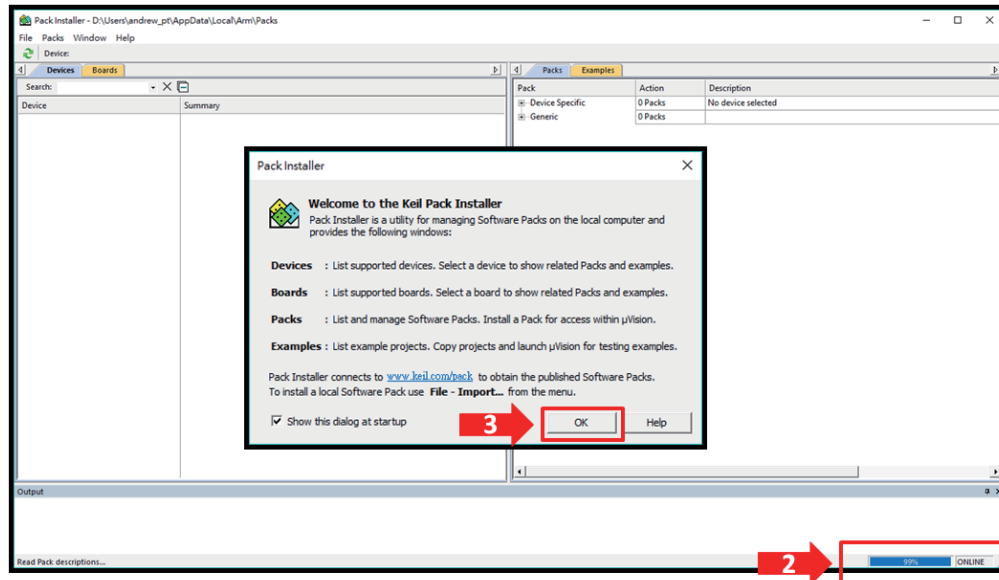 Pack Installer - D:\Users\andrew_pt\AppData\Local\Arm\Packs
File Packs Window Help
Device:
Devices Boards
Search:
Device Summary
Packs Examples
Pack Action Description
Device Specific 0 Packs No device selected
Generic 0 Packs
Pack Installer
Welcome to the Keil Pack Installer
Pack Installer is a utility for managing Software Packs on the local computer and
provides the following windows:
Devices : List supported devices. Select a device to show related Packs and examples.
Boards : List supported boards. Select a board to show related Packs and examples.
Packs : List and manage Software Packs. Install a Pack for access within µVision.
Examples : List example projects. Copy projects and launch µVision for testing examples.
Pack Installer connects to www.keil.com/pack to obtain the published Software Packs.
To install a local Software Pack use File - Import... from the menu.
Show this dialog at startup
3
OK Help
Output
Read Pack descriptions...
2
99% ONLINE